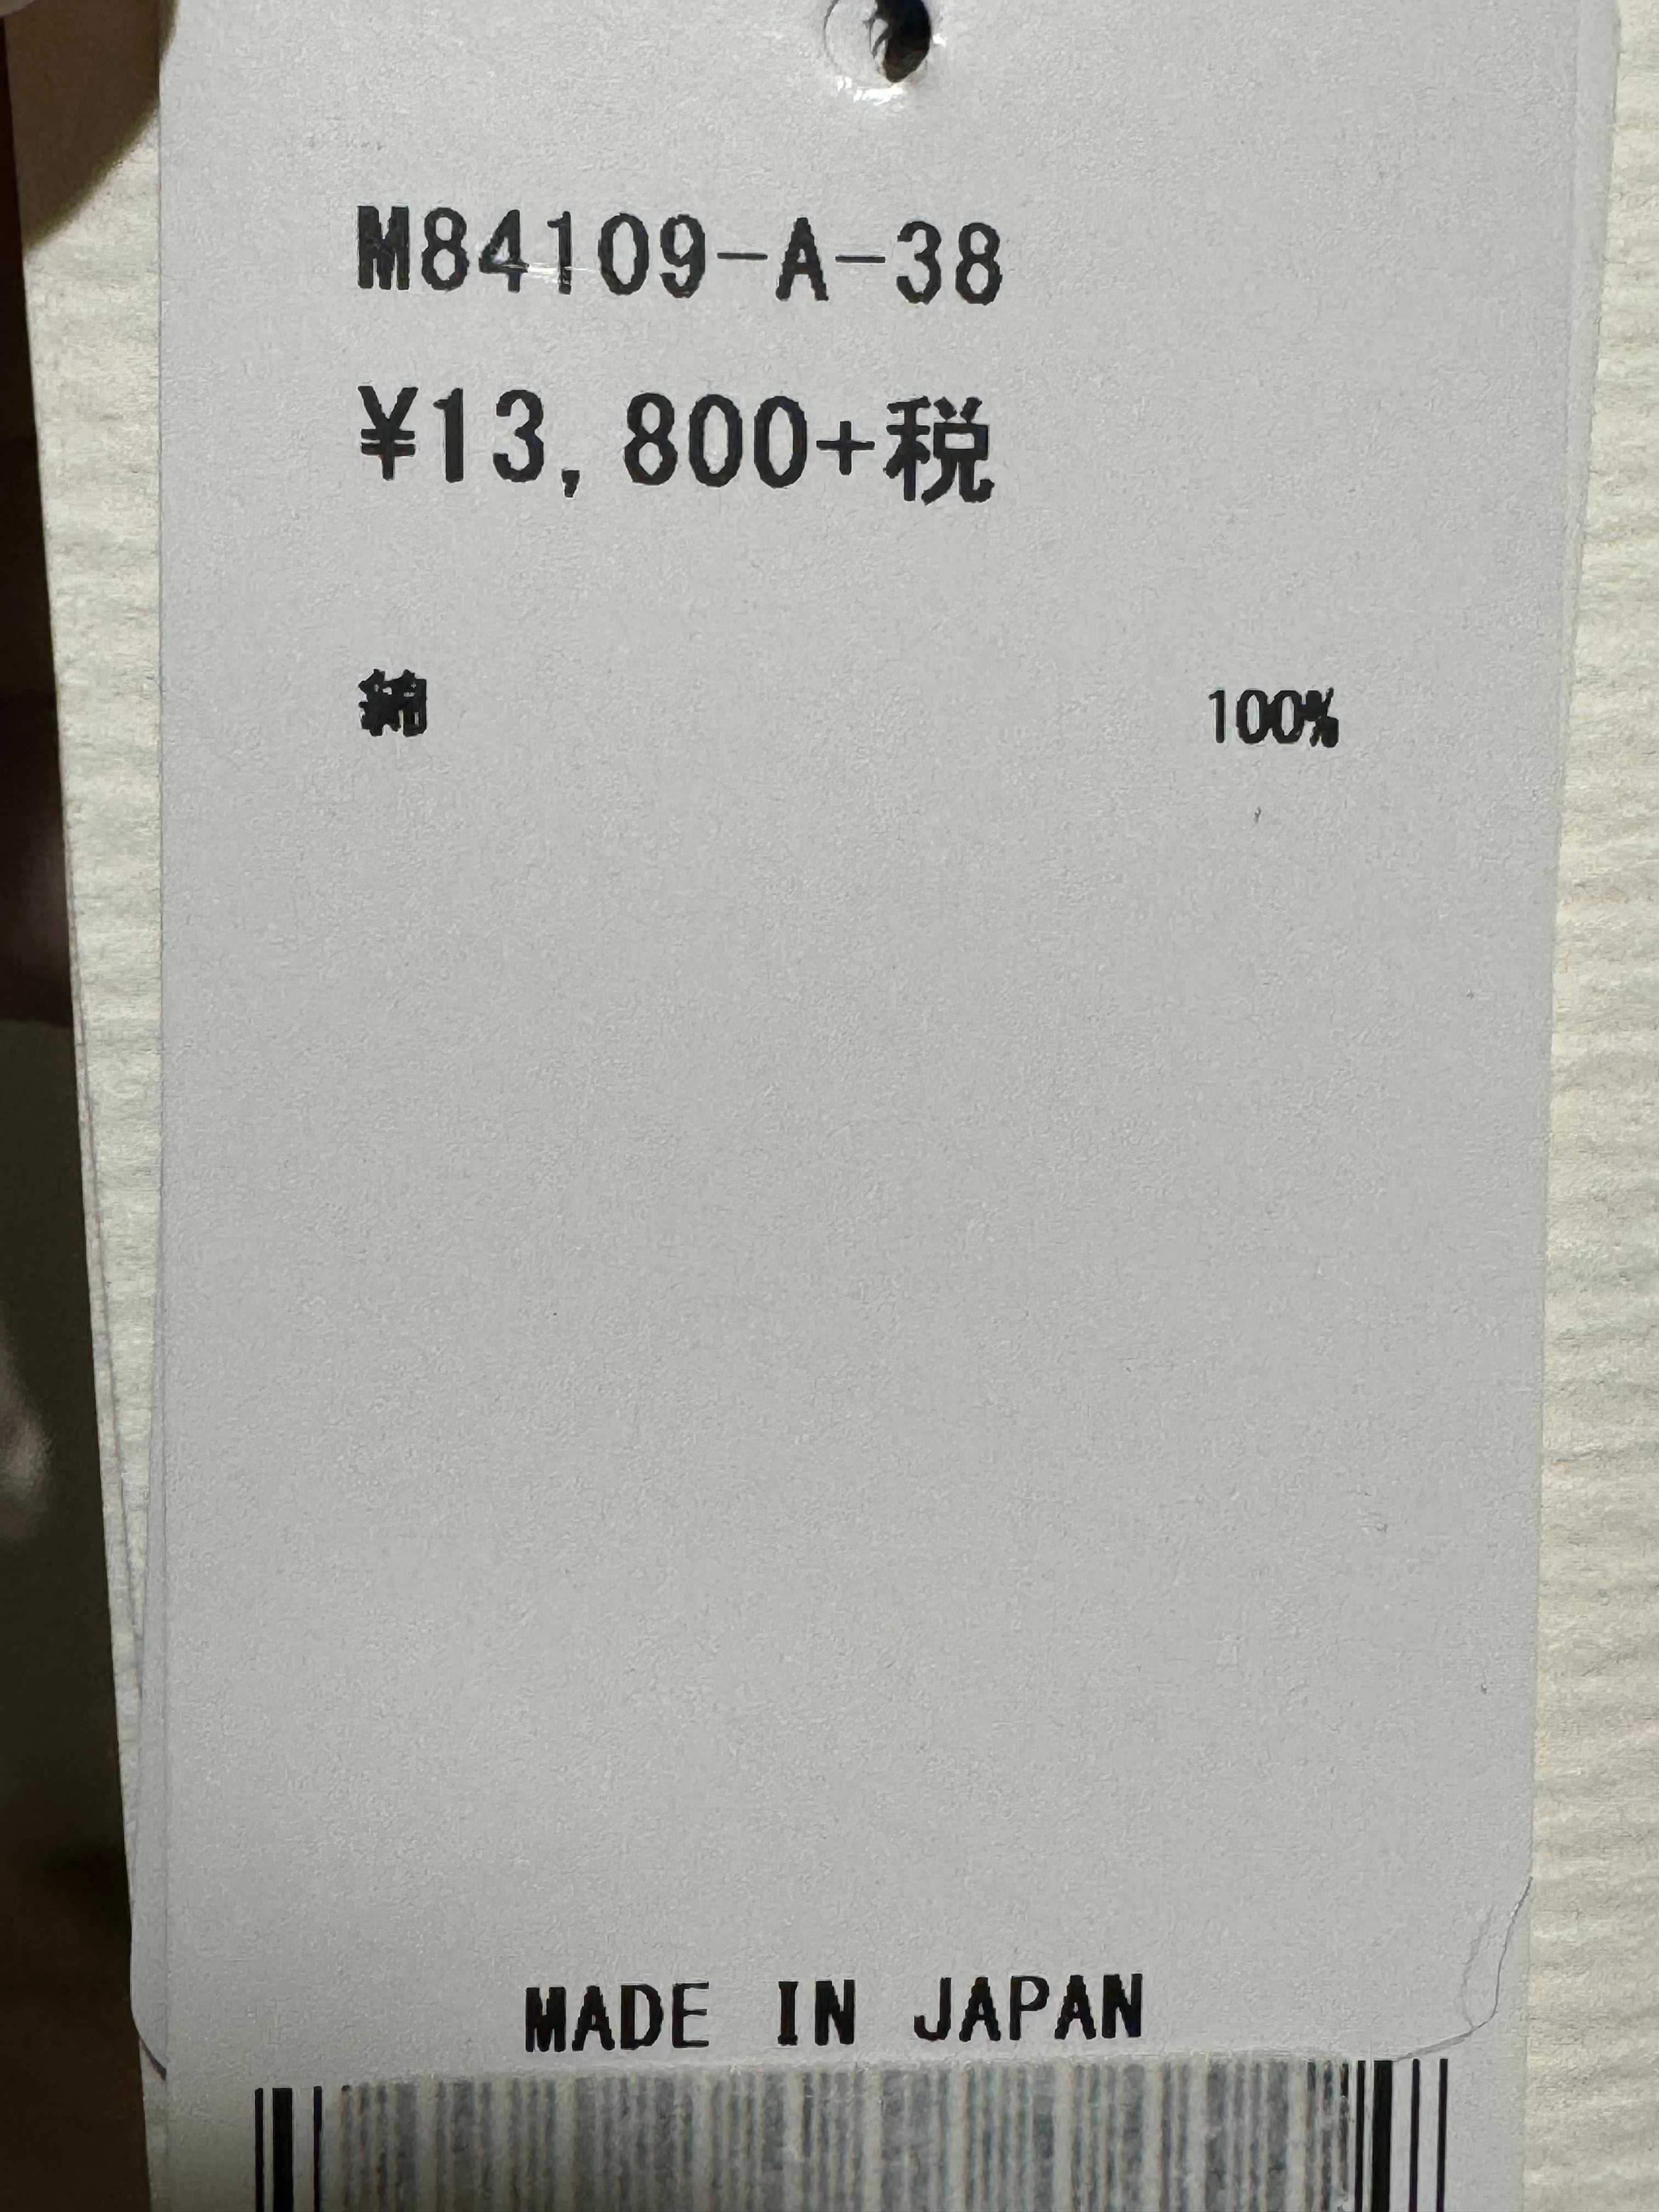 M84109-A-38
¥13,800+税
綿 100%
MADE IN JAPAN